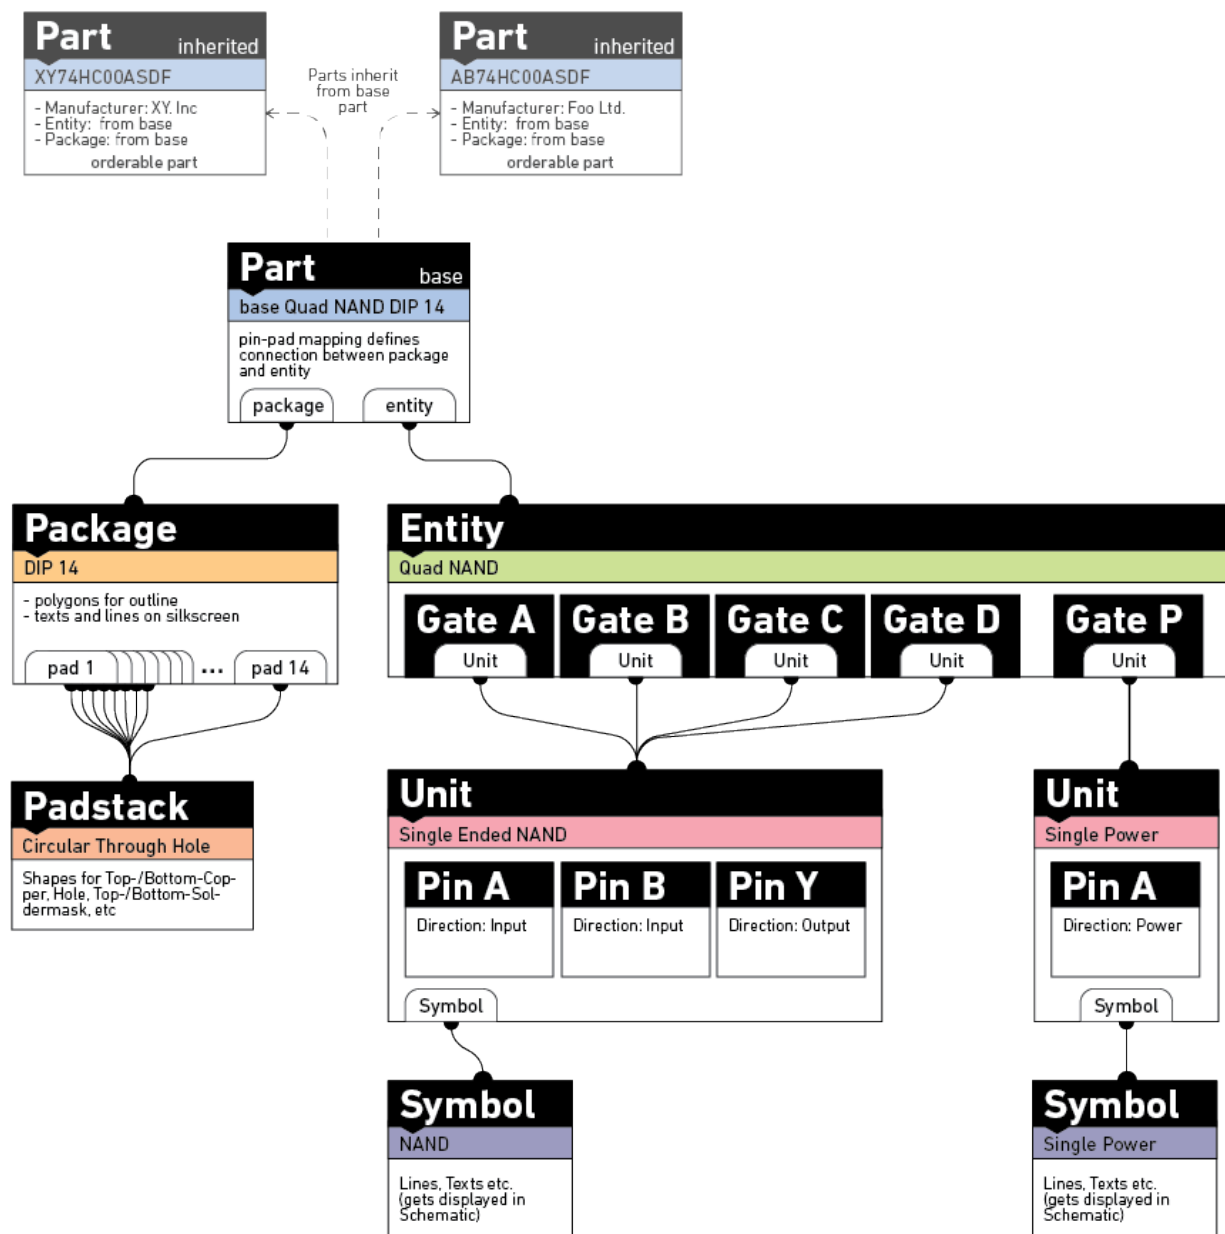 Part
inherited
XY74HC00ASDF
- Manufacturer: XY. Inc
- Entity:  from base
- Package: from base
orderable part
Parts inherit
from base
part
Part
inherited
AB74HC00ASDF
- Manufacturer: Foo Ltd.
- Entity:  from base
- Package: from base
orderable part
Part
base
base Quad NAND DIP 14
pin-pad mapping defines
connection between package
and entity
package
entity
Package
DIP 14
- polygons for outline
- texts and lines on silkscreen
pad 1
...
pad 14
Padstack
Circular Through Hole
Shapes for Top-/Bottom-Cop-
per, Hole, Top-/Bottom-Sol-
dermask, etc
Entity
Quad NAND
Gate A
Unit
Gate B
Unit
Gate C
Unit
Gate D
Unit
Gate P
Unit
Unit
Single Ended NAND
Pin A
Direction: Input
Pin B
Direction: Input
Pin Y
Direction: Output
Symbol
Unit
Single Power
Pin A
Direction: Power
Symbol
Symbol
NAND
Lines, Texts etc.
(gets displayed in
Schematic)
Symbol
Single Power
Lines, Texts etc.
(gets displayed in
Schematic)